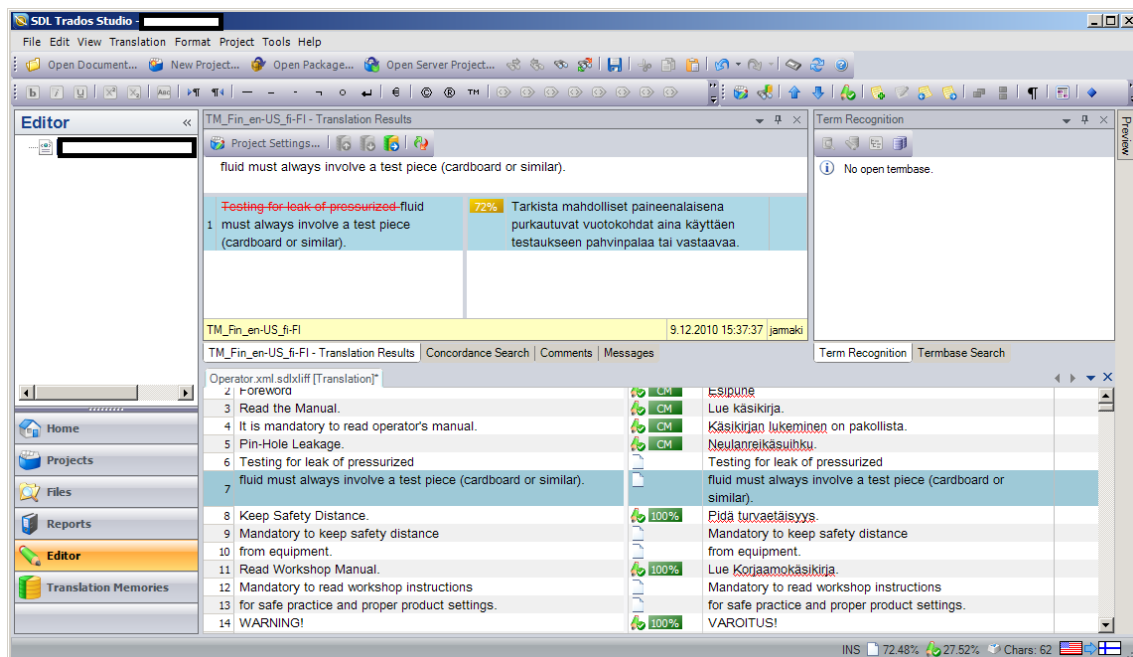 SDL Trados Studio -
File Edit View Translation Format Project Tools Help
Open Document... New Project... Open Package... Open Server Project...
Editor
TM_Fin_en-US_fi-FI - Translation Results
Project Settings...
fluid must always involve a test piece (cardboard or similar).
1 Testing for leak of pressurized fluid
must always involve a test piece
(cardboard or similar).
72% Tarkista mahdolliset paineenalaisena
purkautuvat vuotokohdat aina käyttäen
testaukseen pahvinpalaa tai vastaavaa.
TM_Fin_en-US_fi-FI 9.12.2010 15:37:37 jamaki
TM_Fin_en-US_fi-FI - Translation Results Concordance Search Comments Messages
Term Recognition
No open termbase.
Term Recognition Termbase Search
Preview
Operator.xml.sdlxliff [Translation]*
2 Foreword CM Esipuhe
3 Read the Manual. CM Lue käsikirja.
4 It is mandatory to read operator's manual. CM Käsikirjan lukeminen on pakollista.
5 Pin-Hole Leakage. CM Neulanreikäsuihku.
6 Testing for leak of pressurized Testing for leak of pressurized
7 fluid must always involve a test piece (cardboard or similar). fluid must always involve a test piece (cardboard or
similar).
8 Keep Safety Distance. 100% Pidä turvaetäisyys.
9 Mandatory to keep safety distance Mandatory to keep safety distance
10 from equipment. from equipment.
11 Read Workshop Manual. 100% Lue Korjaamokäsikirja.
12 Mandatory to read workshop instructions Mandatory to read workshop instructions
13 for safe practice and proper product settings. for safe practice and proper product settings.
14 WARNING! 100% VAROITUS!
Home
Projects
Files
Reports
Editor
Translation Memories
INS 72.48% 27.52% Chars: 62